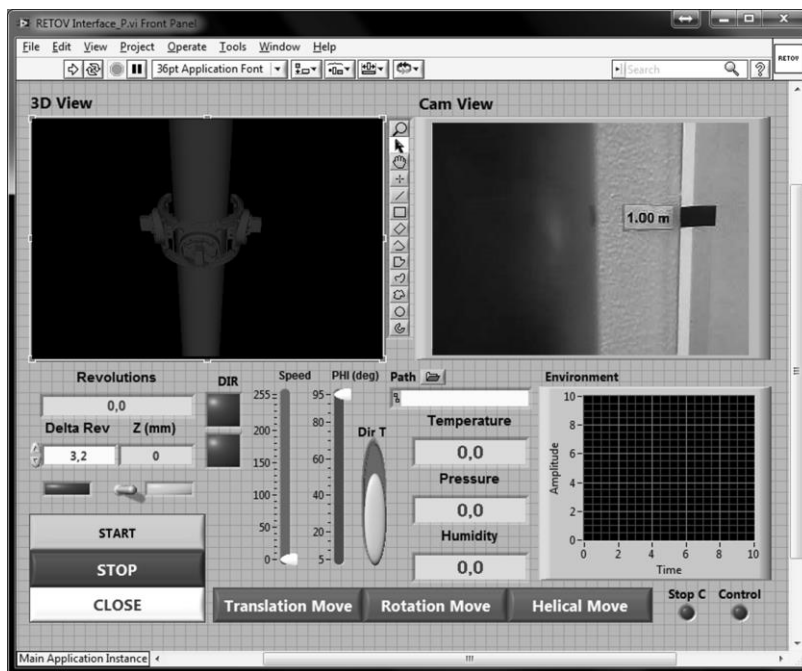 RETOV Interface_P.vi Front Panel
File Edit View Project Operate Tools Window Help
36pt Application Font
Search
RETOV
3D View
Cam View
1.00 m
Revolutions
0,0
Delta Rev
Z (mm)
3,2
0
DIR
Speed
255
200
150
100
50
0
PHI (deg)
95
80
60
40
20
5
Dir T
Path
Temperature
0,0
Pressure
0,0
Humidity
0,0
Environment
Amplitude
10
8
6
4
2
0
0 2 4 6 8 10
Time
START
STOP
CLOSE
Translation Move
Rotation Move
Helical Move
Stop C
Control
Main Application Instance